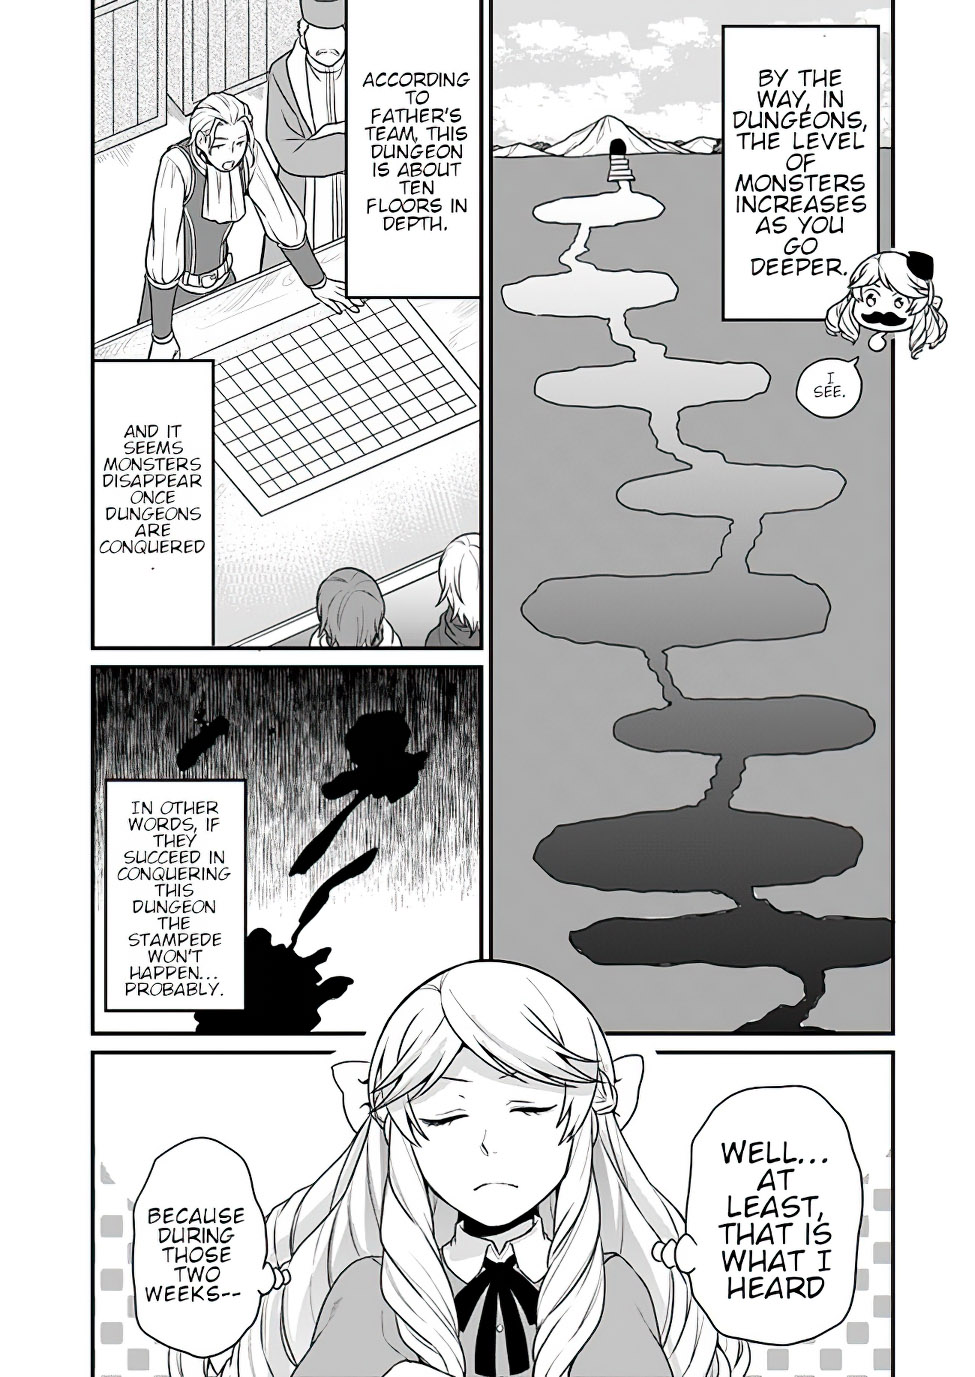 BY THE
WAY, IN
DUNGEONS,
THE LEVEL
OF
MONSTERS
INCREASES
AS YOU
GO
DEEPER.
I
SEE.
ACCORDING
TO
FATHER'S
TEAM, THIS
DUNGEON
IS ABOUT
TEN
FLOORS IN
DEPTH.
AND IT
SEEMS
MONSTERS
DISAPPEAR
ONCE
DUNGEONS
ARE
CONQUERED
.
IN OTHER
WORDS, IF
THEY
SUCCEED IN
CONQUERING
THIS
DUNGEON
THE
STAMPEDE
WON'T
HAPPEN...
PROBABLY.
WELL...
AT
LEAST,
THAT IS
WHAT I
HEARD
BECAUSE
DURING
THOSE
TWO
WEEKS--